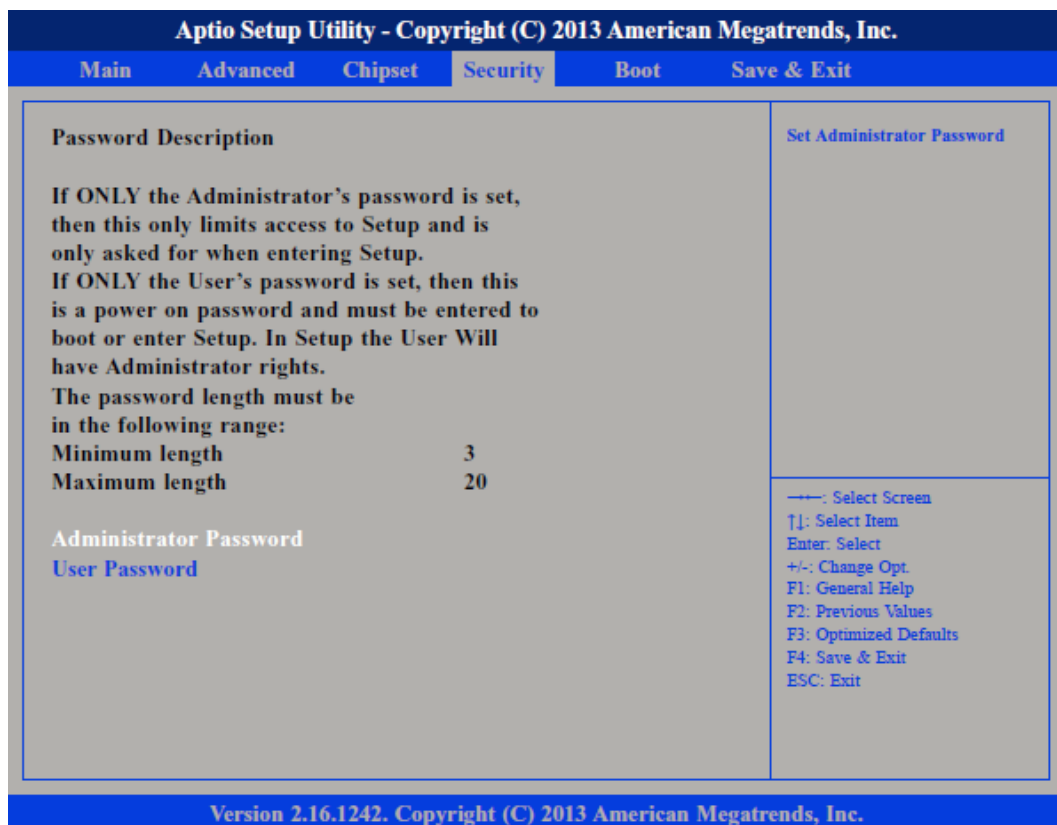 Aptio Setup Utility - Copyright (C) 2013 American Megatrends, Inc.
Main Advanced Chipset Security Boot Save & Exit
Password Description
If ONLY the Administrator's password is set,
then this only limits access to Setup and is
only asked for when entering Setup.
If ONLY the User's password is set, then this
is a power on password and must be entered to
boot or enter Setup. In Setup the User Will
have Administrator rights.
The password length must be
in the following range:
Minimum length 3
Maximum length 20
Administrator Password
User Password
Set Administrator Password
→←: Select Screen
↑↓: Select Item
Enter: Select
+/-: Change Opt.
F1: General Help
F2: Previous Values
F3: Optimized Defaults
F4: Save & Exit
ESC: Exit
Version 2.16.1242. Copyright (C) 2013 American Megatrends, Inc.